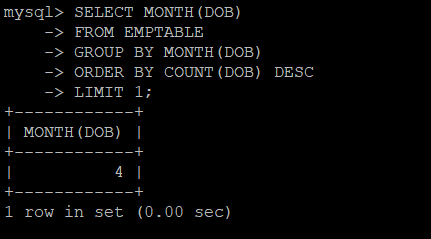 mysql> SELECT MONTH(DOB)
    -> FROM EMPTABLE
    -> GROUP BY MONTH(DOB)
    -> ORDER BY COUNT(DOB) DESC
    -> LIMIT 1;
+------------+
| MONTH(DOB) |
+------------+
|          4 |
+------------+
1 row in set (0.00 sec)